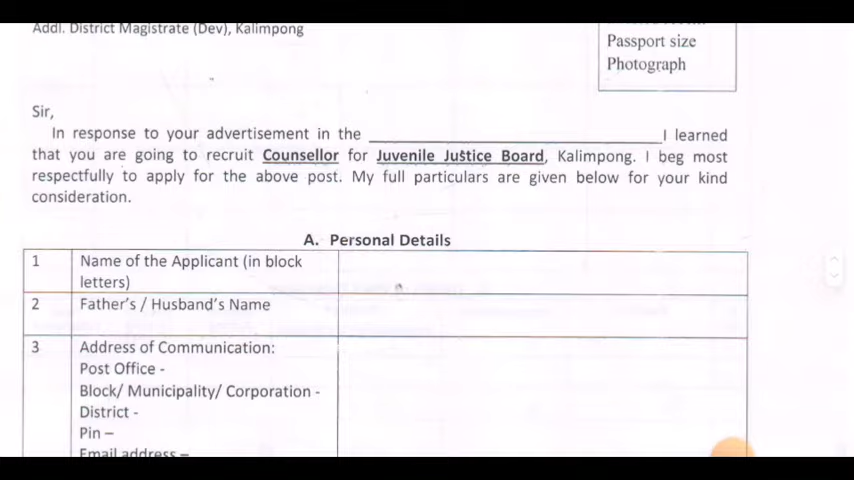 Addl. District Magistrate (Dev), Kalimpong
Passport size
Photograph
Sir,
In response to your advertisement in the ____________________ I learned
that you are going to recruit Counsellor for Juvenile Justice Board, Kalimpong. I beg most
respectfully to apply for the above post. My full particulars are given below for your kind
consideration.
A. Personal Details
1 Name of the Applicant (in block
letters)
2 Father's / Husband's Name
3 Address of Communication:
Post Office -
Block/ Municipality/ Corporation -
District -
Pin –
Email address –